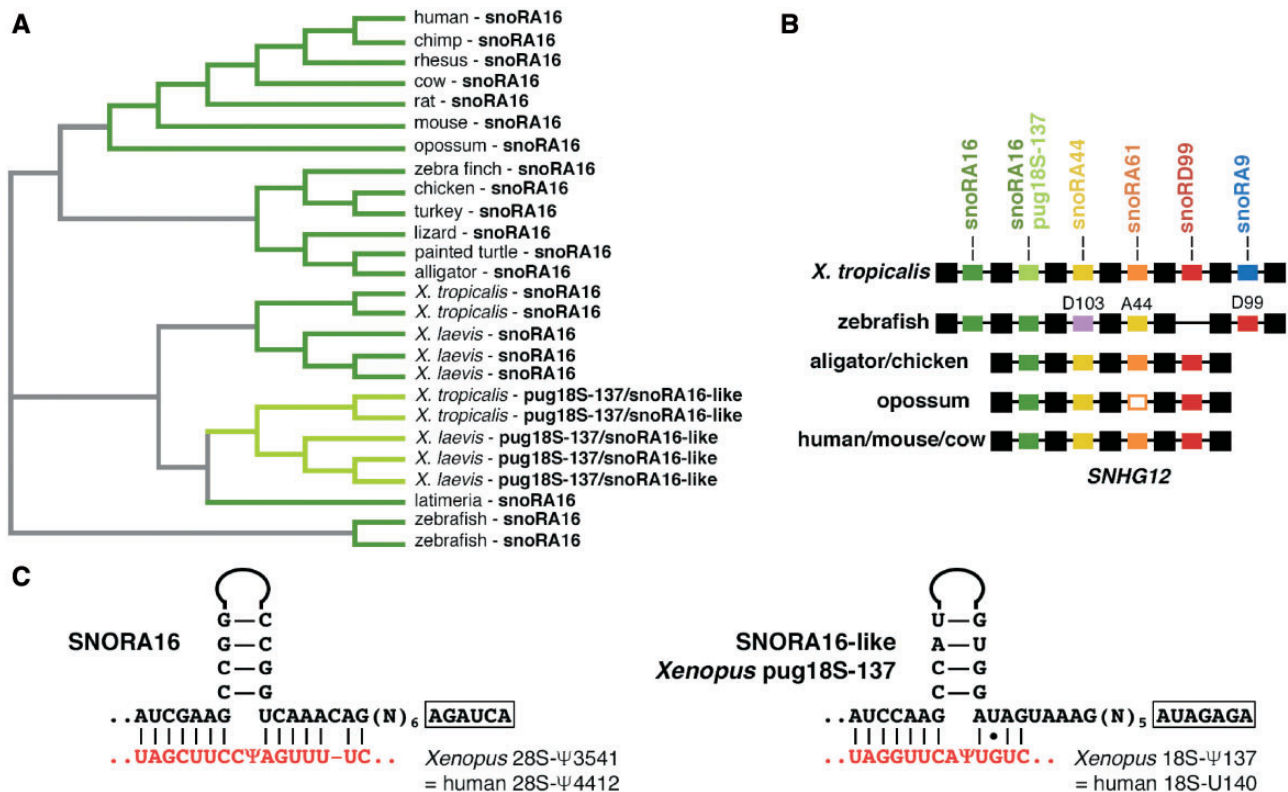 A
human - snoRA16
chimp - snoRA16
rhesus - snoRA16
cow - snoRA16
rat - snoRA16
mouse - snoRA16
opossum - snoRA16
zebra finch - snoRA16
chicken - snoRA16
turkey - snoRA16
lizard - snoRA16
painted turtle - snoRA16
alligator - snoRA16
X. tropicalis - snoRA16
X. tropicalis - snoRA16
X. laevis - snoRA16
X. laevis - snoRA16
X. laevis - snoRA16
X. tropicalis - pug18S-137/snoRA16-like
X. tropicalis - pug18S-137/snoRA16-like
X. laevis - pug18S-137/snoRA16-like
X. laevis - pug18S-137/snoRA16-like
X. laevis - pug18S-137/snoRA16-like
latimeria - snoRA16
zebrafish - snoRA16
zebrafish - snoRA16
B
snoRA16
snoRA16
pug18S-137
snoRA44
snoRA61
snoRD99
snoRA9
X. tropicalis
D103 A44 D99
zebrafish
aligator/chicken
opossum
human/mouse/cow
SNHG12
C
SNORA16
G—C
G—C
C—G
C—G
..AUCGAAG UCAAACAG(N)6 AGAUCA
..UAGCUUCCΨAGUUU-UC..
Xenopus 28S-Ψ3541
= human 28S-Ψ4412
SNORA16-like
Xenopus pug18S-137
U—G
A—U
C—G
C—G
..AUCCAAG AUAGUAAAG(N)5 AUAGAGA
..UAGGUUCAΨUGUC..
Xenopus 18S-Ψ137
= human 18S-U140